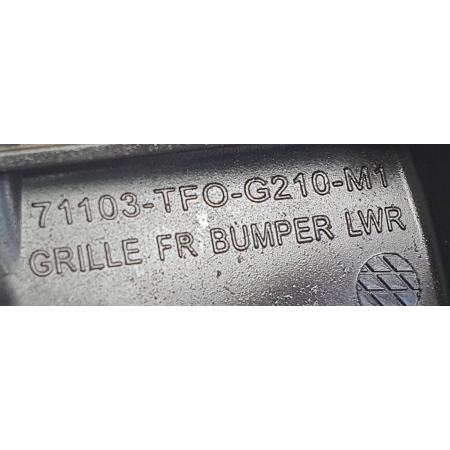 71103-TFO-G210-M1
GRILLE FR BUMPER LWR